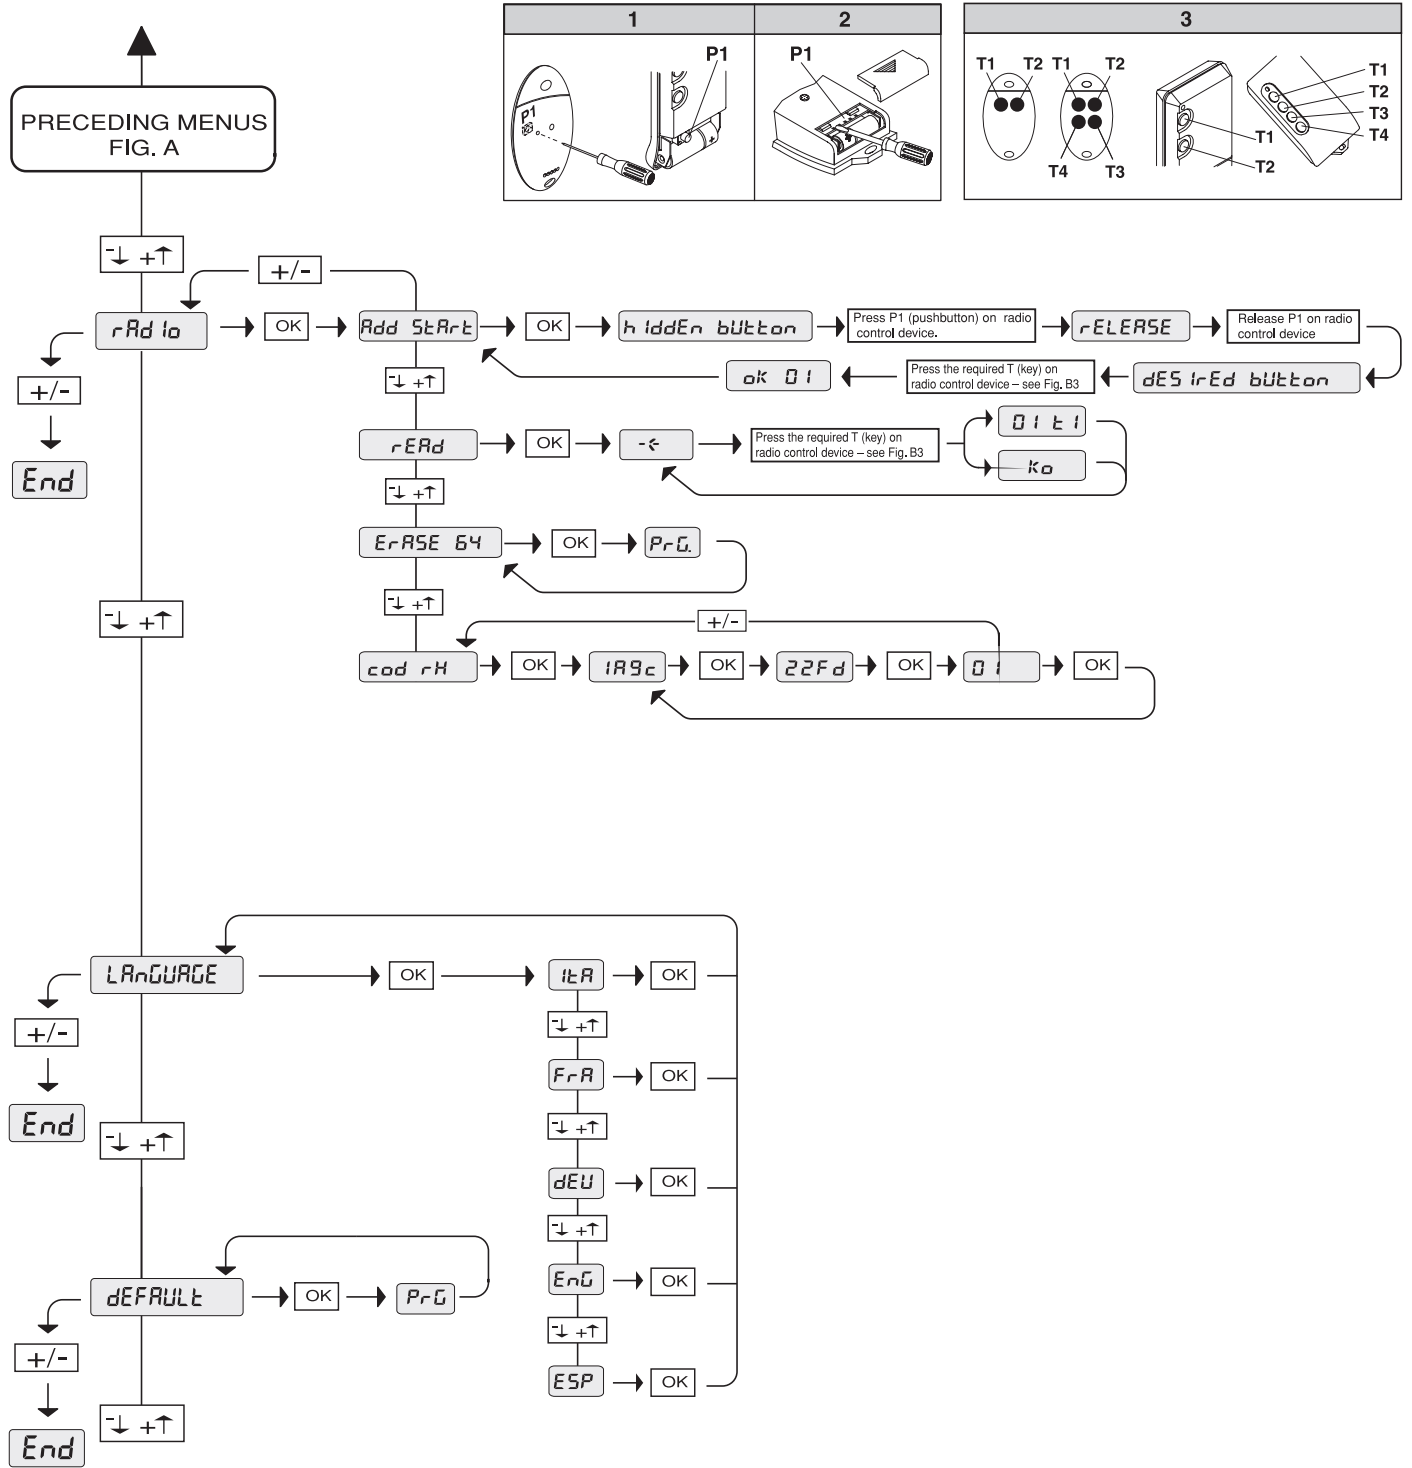 1
2
3
P1
P1
P1
T1
T2
T1
T2
T4
T3
T1
T2
T1
T2
T3
T4
PRECEDING MENUS
FIG. A
-↓ +↑
+/-
rAdIo
OK
Add StArt
OK
hIddEn bUtton
Press P1 (pushbutton) on radio
control device.
rELEASE
Release P1 on radio
control device
+/-
End
-↓ +↑
oK 01
Press the required T (key) on
radio control device – see Fig. B3
dESIrEd bUtton
rEAd
OK
Press the required T (key) on
radio control device – see Fig. B3
01 t1
Ko
-↓ +↑
ErASE 64
OK
PrG.
-↓ +↑
-↓ +↑
+/-
cod rH
OK
1A9c
OK
22Fd
OK
01
OK
LAnGUAGE
OK
ItA
OK
+/-
End
-↓ +↑
FrA
OK
-↓ +↑
-↓ +↑
dEU
OK
-↓ +↑
dEFAULt
OK
PrG
EnG
OK
+/-
-↓ +↑
ESP
OK
End
-↓ +↑